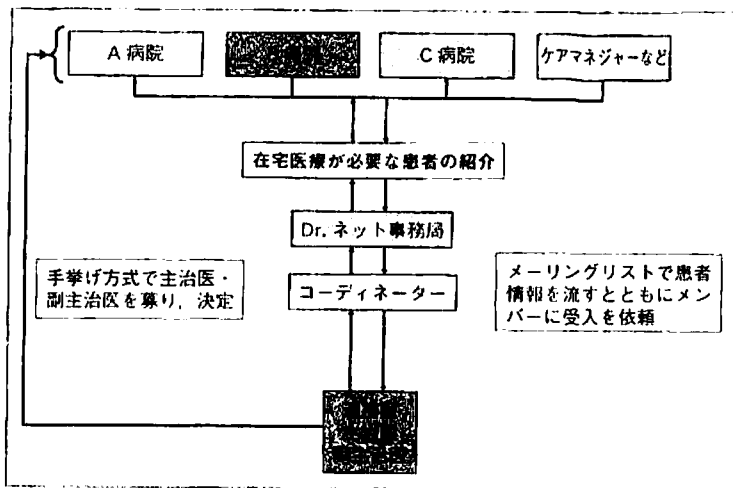 A 病院
C 病院
ケアマネジャーなど
在宅医療が必要な患者の紹介
Dr.ネット事務局
コーディネーター
手挙げ方式で主治医・
副主治医を募り，決定
メーリングリストで患者
情報を流すとともにメン
バーに受入を依頼